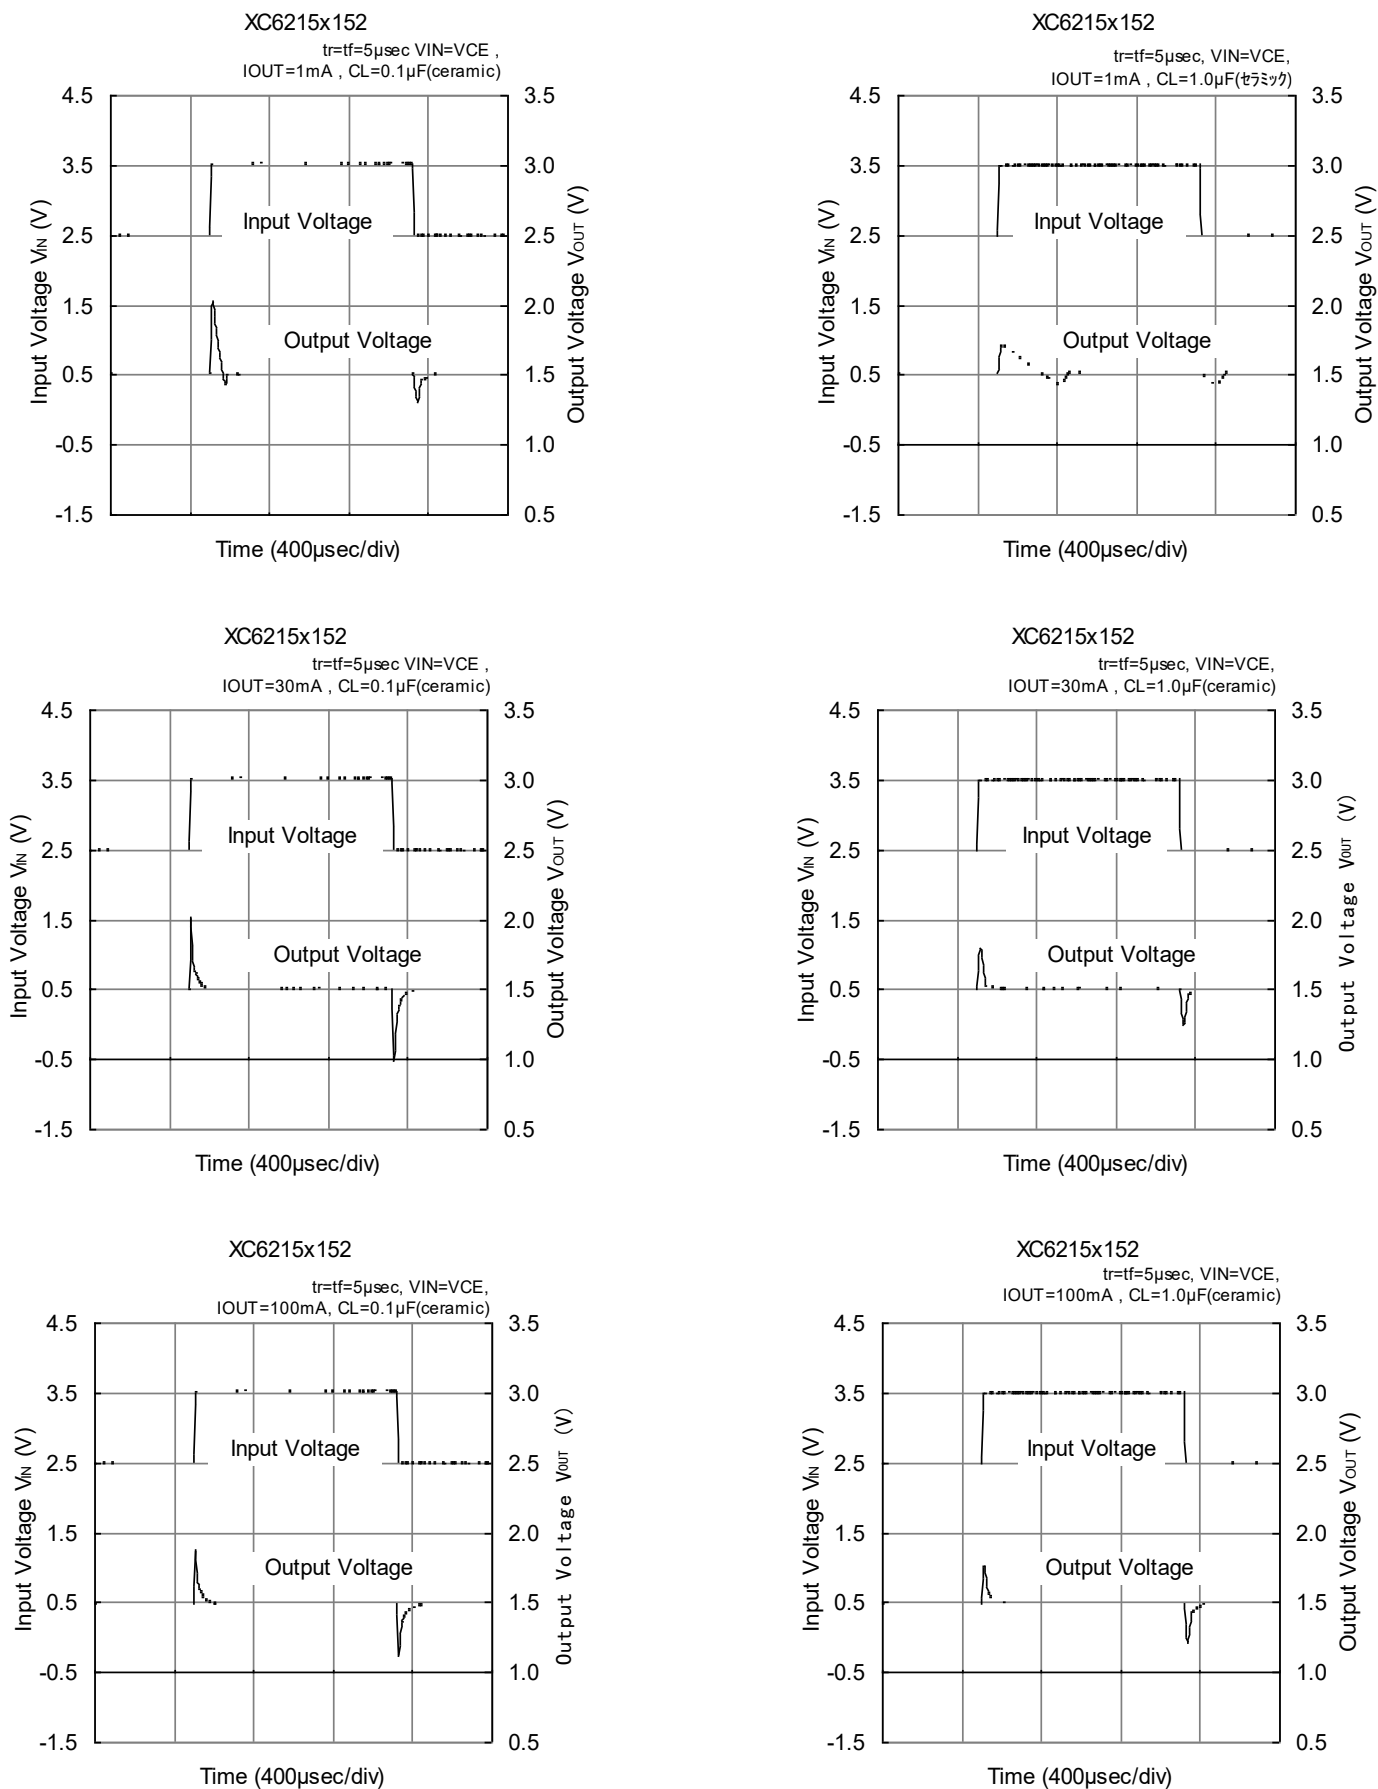 XC6215x152
tr=tf=5µsec VIN=VCE ,
IOUT=1mA , CL=0.1µF(ceramic)
4.5
3.5
2.5
1.5
0.5
-0.5
-1.5
3.5
3.0
2.5
2.0
1.5
1.0
0.5
Input Voltage VIN (V)
Output Voltage VOUT (V)
Input Voltage
Output Voltage
Time (400µsec/div)
XC6215x152
tr=tf=5µsec, VIN=VCE,
IOUT=1mA , CL=1.0µF(ｾﾗﾐｯｸ)
4.5
3.5
2.5
1.5
0.5
-0.5
-1.5
3.5
3.0
2.5
2.0
1.5
1.0
0.5
Input Voltage VIN (V)
Output Voltage VOUT (V)
Input Voltage
Output Voltage
Time (400µsec/div)
XC6215x152
tr=tf=5µsec VIN=VCE ,
IOUT=30mA , CL=0.1µF(ceramic)
4.5
3.5
2.5
1.5
0.5
-0.5
-1.5
3.5
3.0
2.5
2.0
1.5
1.0
0.5
Input Voltage VIN (V)
Output Voltage VOUT (V)
Input Voltage
Output Voltage
Time (400µsec/div)
XC6215x152
tr=tf=5µsec, VIN=VCE,
IOUT=30mA , CL=1.0µF(ceramic)
4.5
3.5
2.5
1.5
0.5
-0.5
-1.5
3.5
3.0
2.5
2.0
1.5
1.0
0.5
Input Voltage VIN (V)
Output Voltage VOUT (V)
Input Voltage
Output Voltage
Time (400µsec/div)
XC6215x152
tr=tf=5µsec, VIN=VCE,
IOUT=100mA, CL=0.1µF(ceramic)
4.5
3.5
2.5
1.5
0.5
-0.5
-1.5
3.5
3.0
2.5
2.0
1.5
1.0
0.5
Input Voltage VIN (V)
Output Voltage VOUT (V)
Input Voltage
Output Voltage
Time (400µsec/div)
XC6215x152
tr=tf=5µsec, VIN=VCE,
IOUT=100mA , CL=1.0µF(ceramic)
4.5
3.5
2.5
1.5
0.5
-0.5
-1.5
3.5
3.0
2.5
2.0
1.5
1.0
0.5
Input Voltage VIN (V)
Output Voltage VOUT (V)
Input Voltage
Output Voltage
Time (400µsec/div)